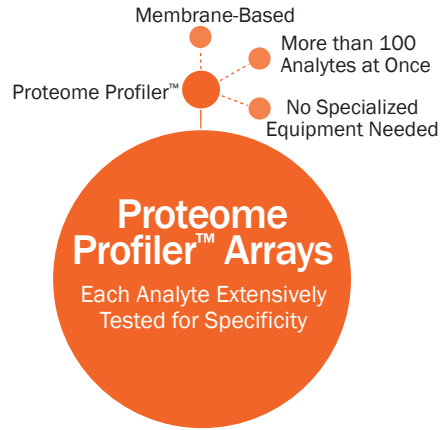 Membrane-Based
More than 100
Analytes at Once
Proteome Profiler™
No Specialized
Equipment Needed
Proteome
Profiler™ Arrays
Each Analyte Extensively
Tested for Specificity